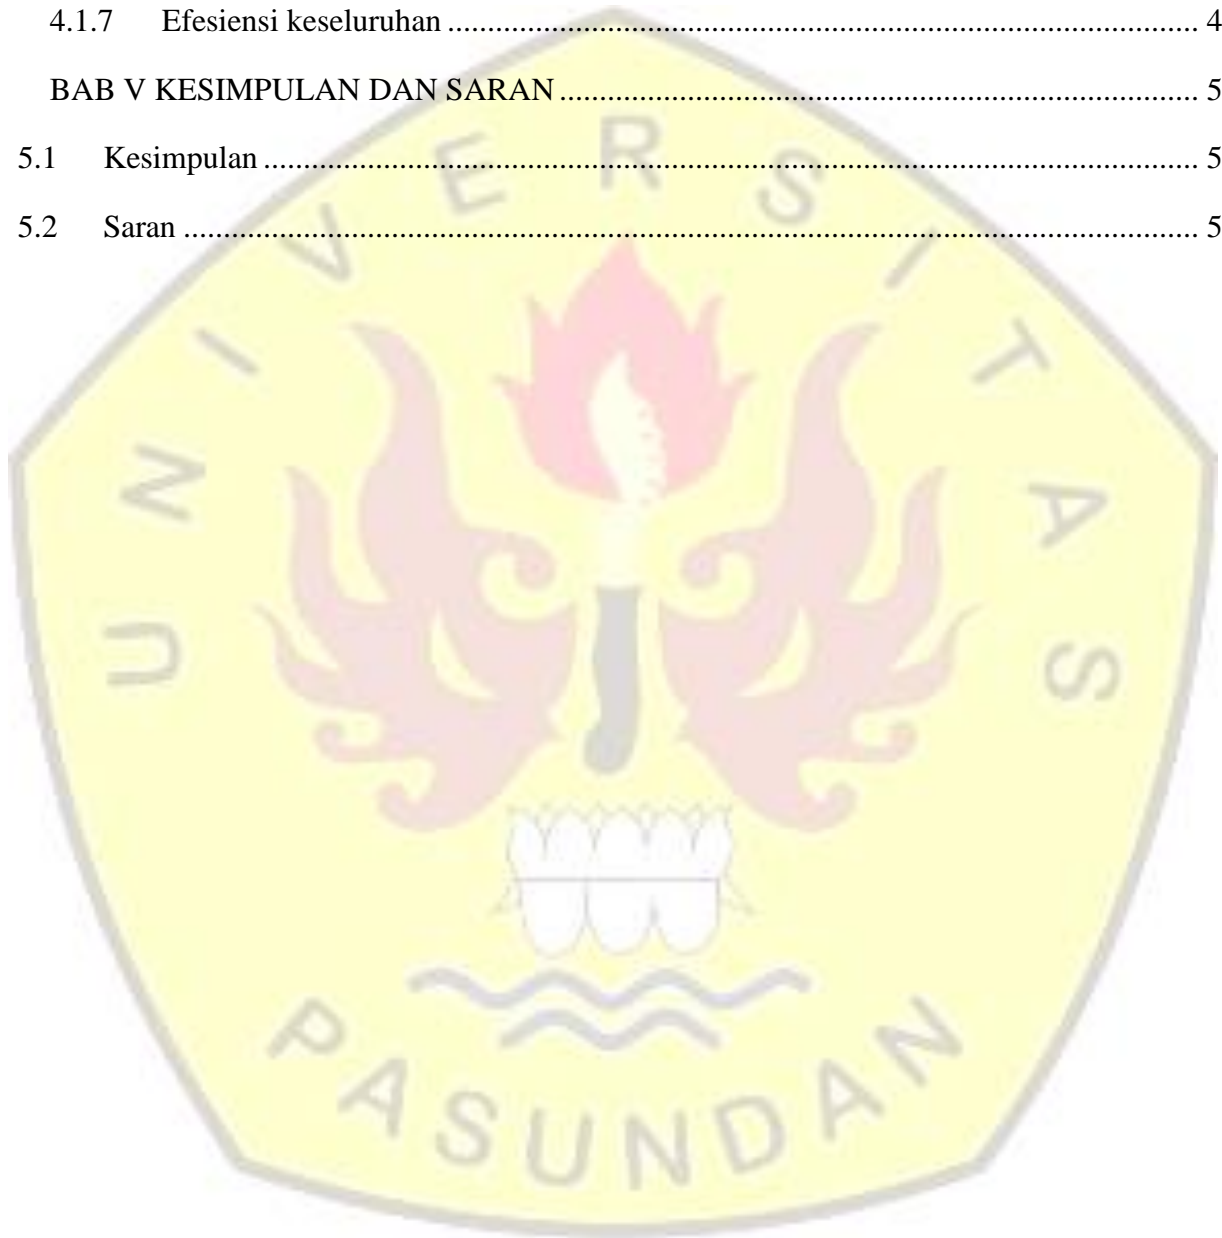 4.1.7 Efesiensi keseluruhan ........................................................................................................ 4
BAB V KESIMPULAN DAN SARAN ........................................................................................ 5
5.1 Kesimpulan ................................................................................................................................ 5
5.2 Saran .......................................................................................................................................... 5
UNIVERSITAS
PASUNDAN